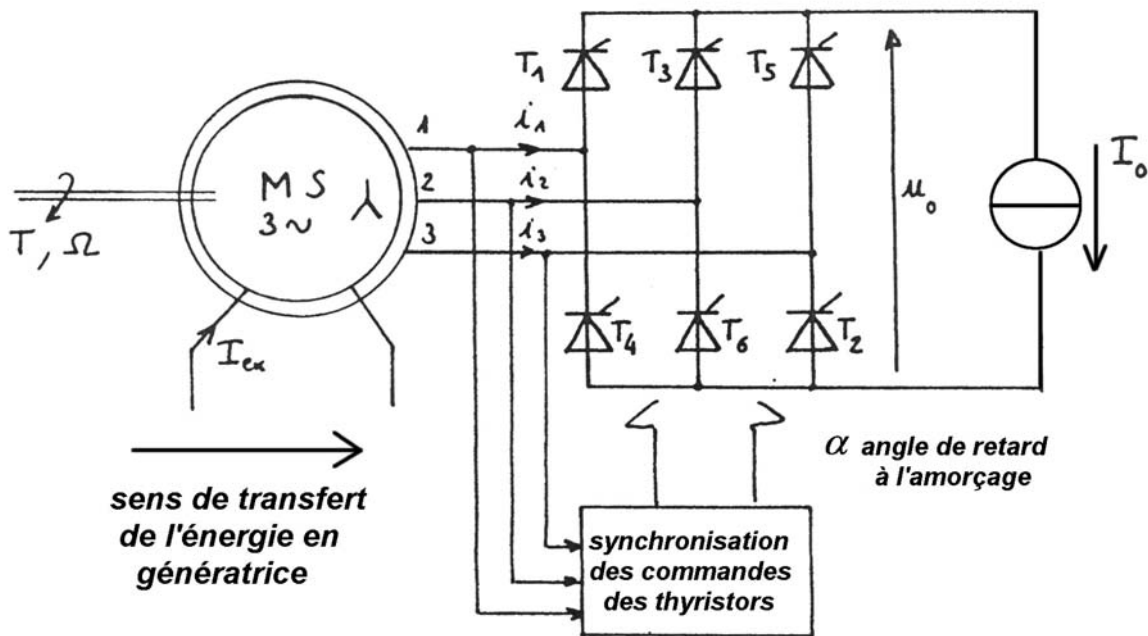 T1
T3
T5
1
i1
MS
3~
2
i2
u0
I0
3
i3
T, Ω
T4
T6
T2
Iex
α angle de retard
à l'amorçage
sens de transfert
de l'énergie en
génératrice
synchronisation
des commandes
des thyristors